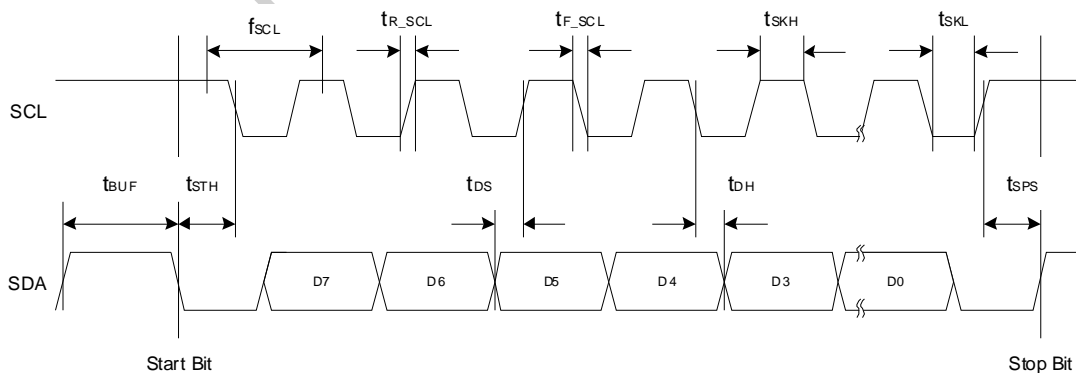 fSCL tR_SCL tF_SCL tSKH tSKL
SCL
tBUF tSTH tDS tDH tSPS
SDA D7 D6 D5 D4 D3 D0
Start Bit Stop Bit